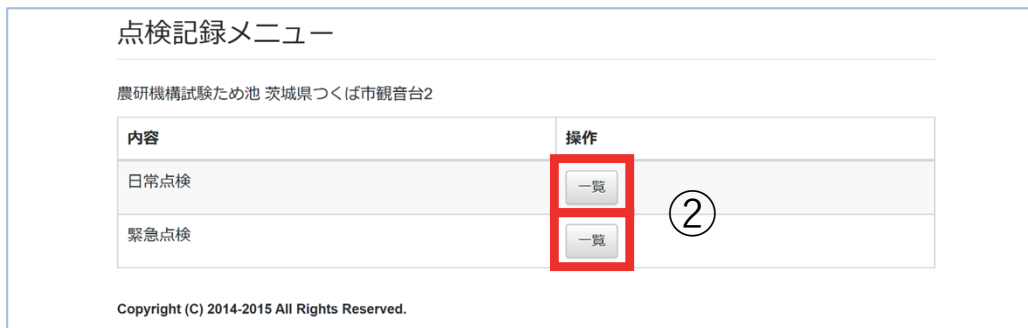 点検記録メニュー
農研機構試験ため池 茨城県つくば市観音台2
内容 操作
日常点検 一覧
②
緊急点検 一覧
Copyright (C) 2014-2015 All Rights Reserved.